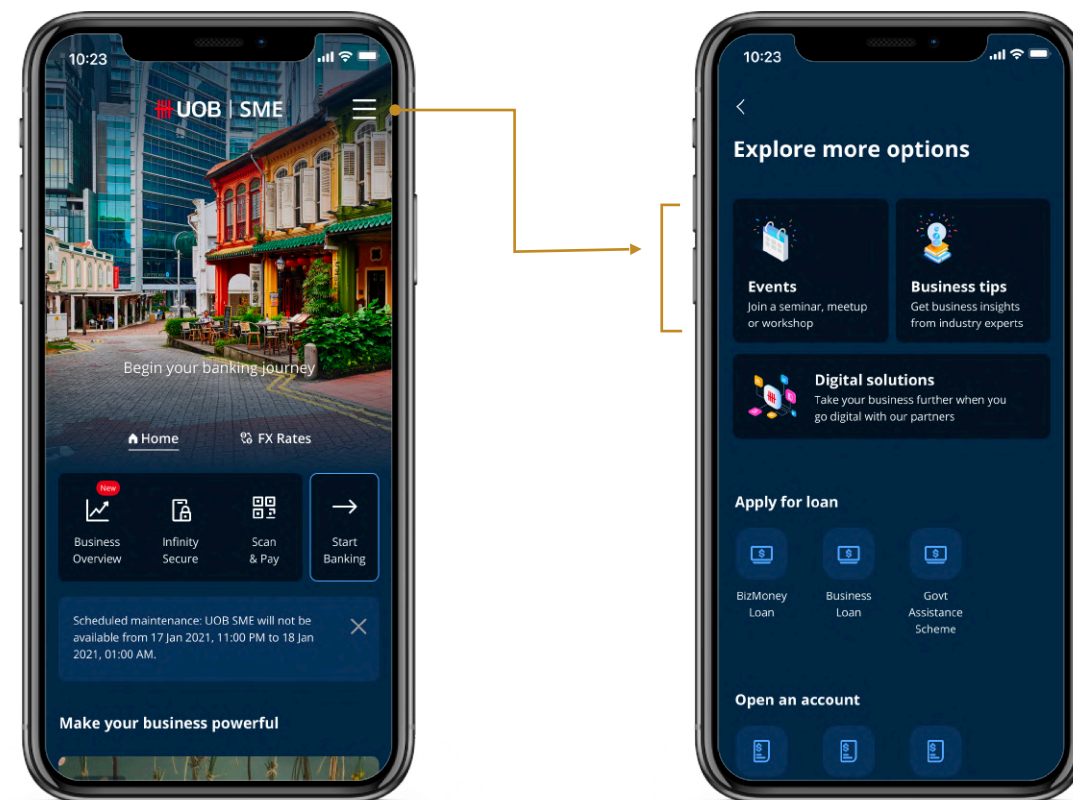 10:23
UOB | SME
Begin your banking journey
Home
FX Rates
New
Business
Overview
Infinity
Secure
Scan
& Pay
Start
Banking
Scheduled maintenance: UOB SME will not be
available from 17 Jan 2021, 11:00 PM to 18 Jan
2021, 01:00 AM.
Make your business powerful
10:23
Explore more options
Events
Join a seminar, meetup
or workshop
Business tips
Get business insights
from industry experts
Digital solutions
Take your business further when you
go digital with our partners
Apply for loan
BizMoney
Loan
Business
Loan
Govt
Assistance
Scheme
Open an account